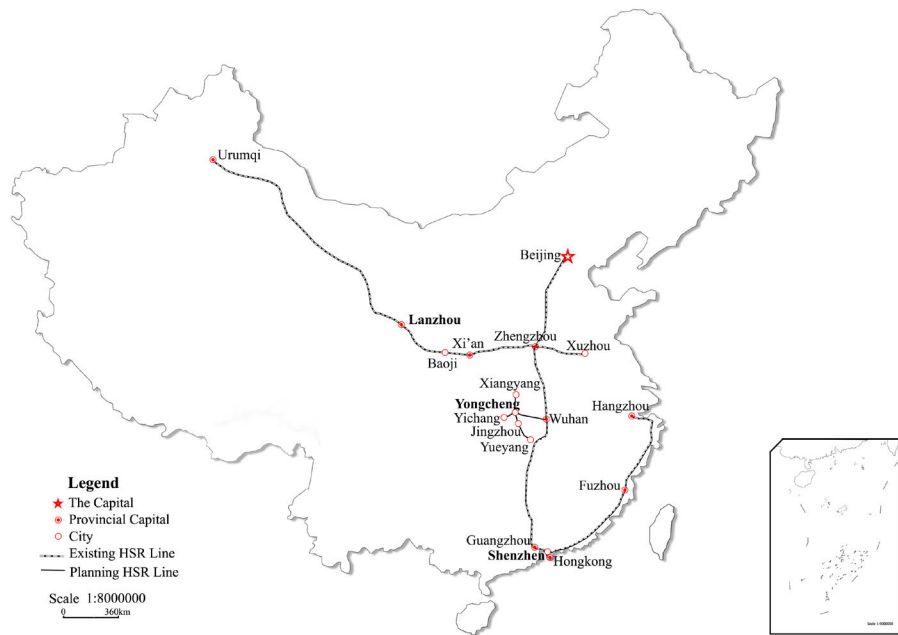 Urumqi
Beijing
Lanzhou
Zhengzhou
Xi'an
Xuzhou
Baoji
Xiangyang
Yongcheng
Hangzhou
Yichang
Wuhan
Jingzhou
Yueyang
Fuzhou
Guangzhou
Shenzhen
Hongkong
Legend
The Capital
Provincial Capital
City
Existing HSR Line
Planning HSR Line
Scale 1:8000000
0 360km